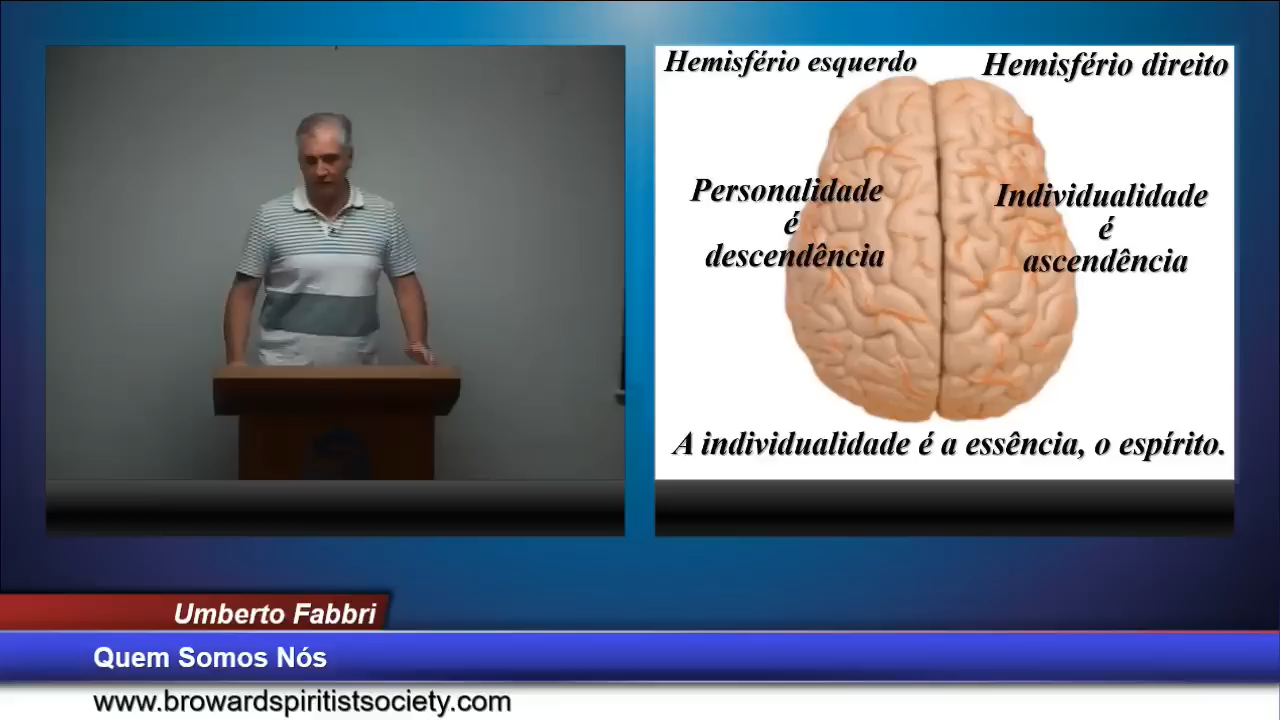 Hemisfério esquerdo
Hemisfério direito
Personalidade
é
descendência
Individualidade
é
ascendência
A individualidade é a essência, o espírito.
Umberto Fabbri
Quem Somos Nós
www.browardspiritistsociety.com